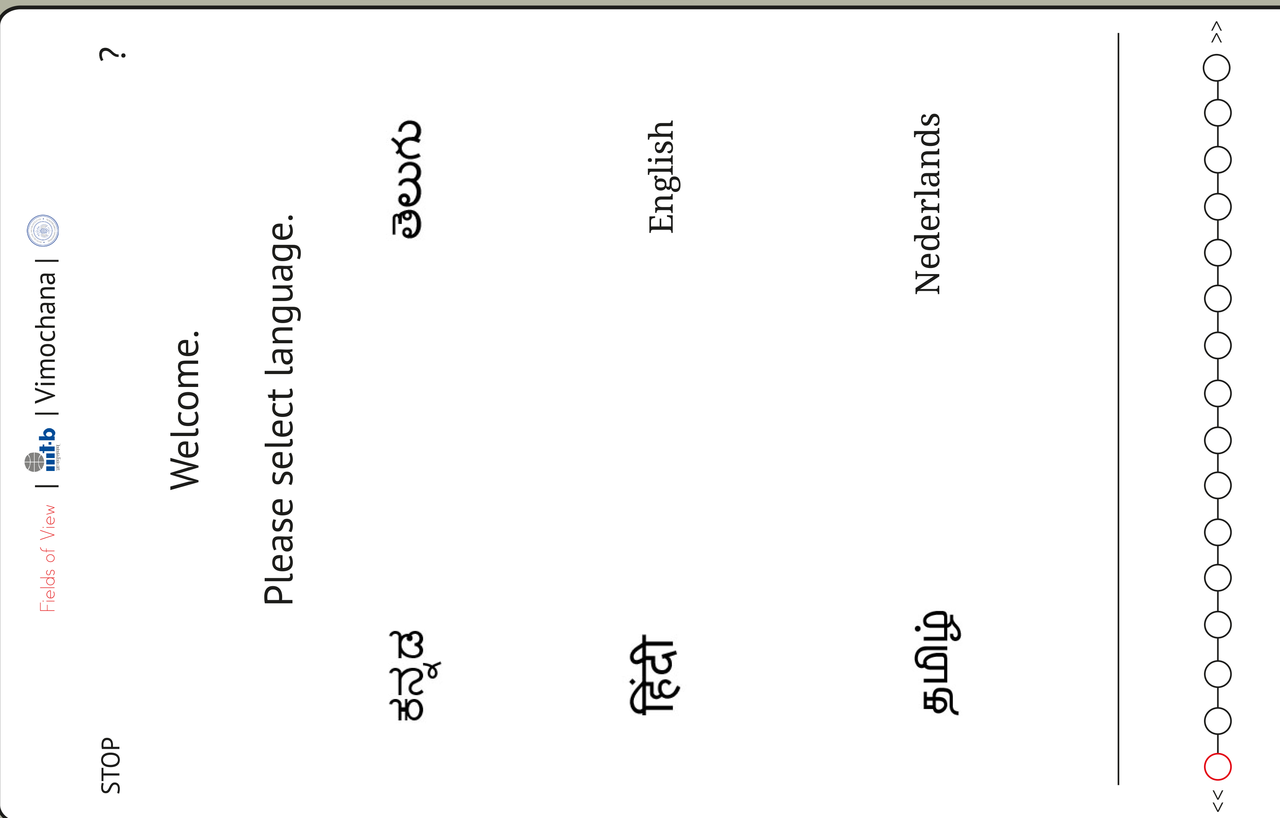 Fields of View | iiit-b | Vimochana |
STOP ?
Welcome.
Please select language.
ಕನ್ನಡ తెలుగు
हिंदी English
தமிழ் Nederlands
<< >>